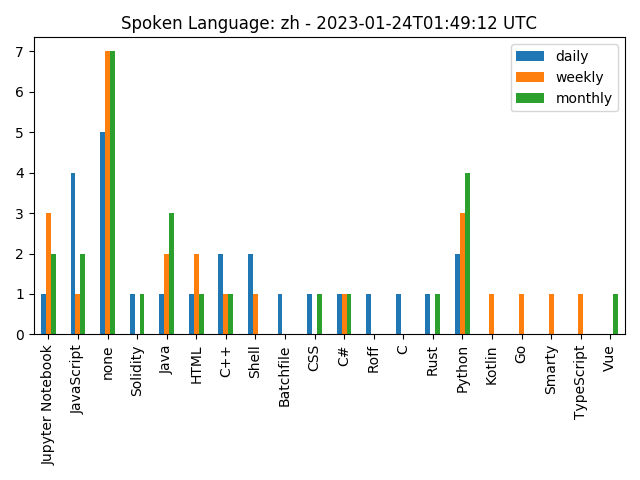 Spoken Language: zh - 2023-01-24T01:49:12 UTC
daily
weekly
monthly
7
6
5
4
3
2
1
0
Jupyter Notebook
JavaScript
none
Solidity
Java
HTML
C++
Shell
Batchfile
CSS
C#
Roff
C
Rust
Python
Kotlin
Go
Smarty
TypeScript
Vue